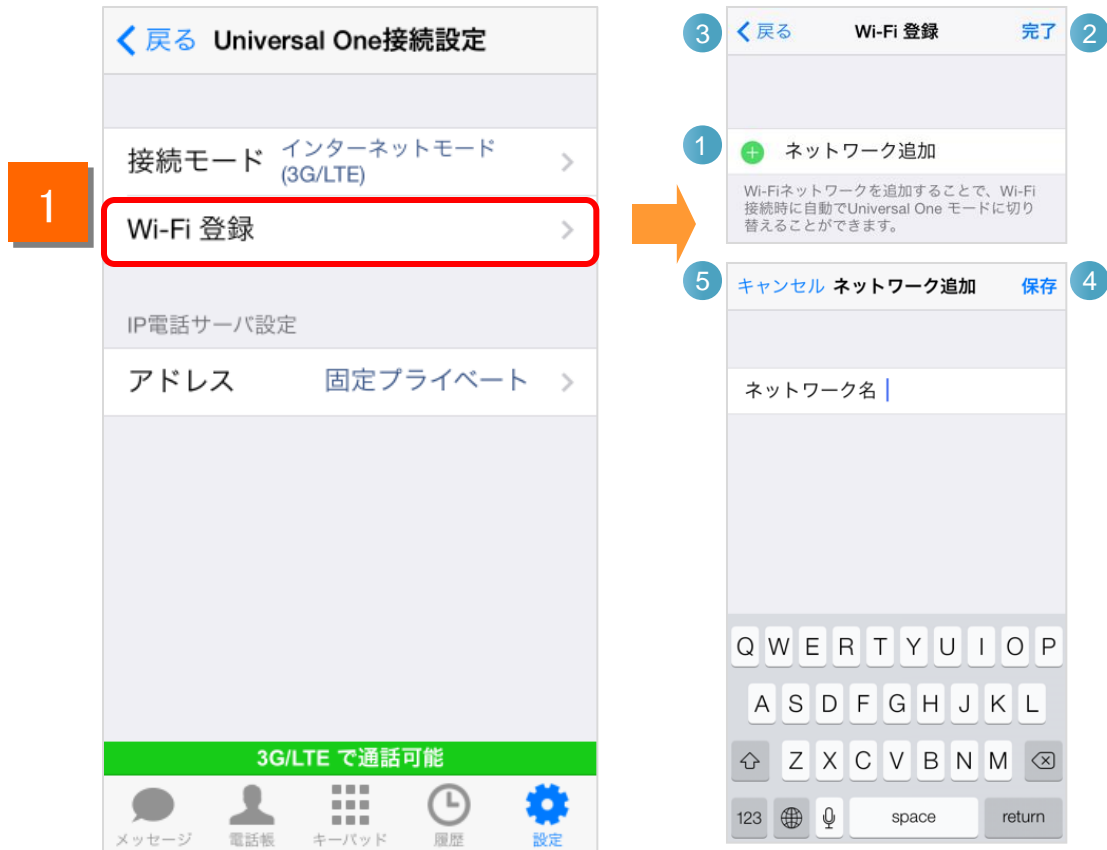 戻る Universal One接続設定
接続モード インターネットモード
(3G/LTE)
1
Wi-Fi 登録
IP電話サーバ設定
アドレス 固定プライベート
3G/LTE で通話可能
メッセージ 電話帳 キーパッド 履歴 設定
3 戻る Wi-Fi 登録 完了 2
1 ネットワーク追加
Wi-Fiネットワークを追加することで、Wi-Fi
接続時に自動でUniversal One モードに切り
替えることができます。
5 キャンセル ネットワーク追加 保存 4
ネットワーク名
Q W E R T Y U I O P
A S D F G H J K L
Z X C V B N M
123 space return